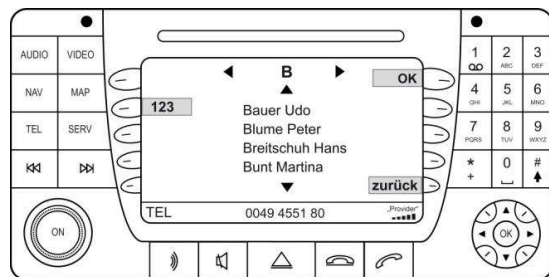 AUDIO VIDEO
NAV MAP
TEL SERV
ON
B
OK
123
Bauer Udo
Blume Peter
Breitschuh Hans
Bunt Martina
zurück
TEL 0049 4551 80 „Provider“
1 2 ABC 3 DEF
4 GHI 5 JKL 6 MNO
7 PQRS 8 TUV 9 WXYZ
* + 0 #
OK